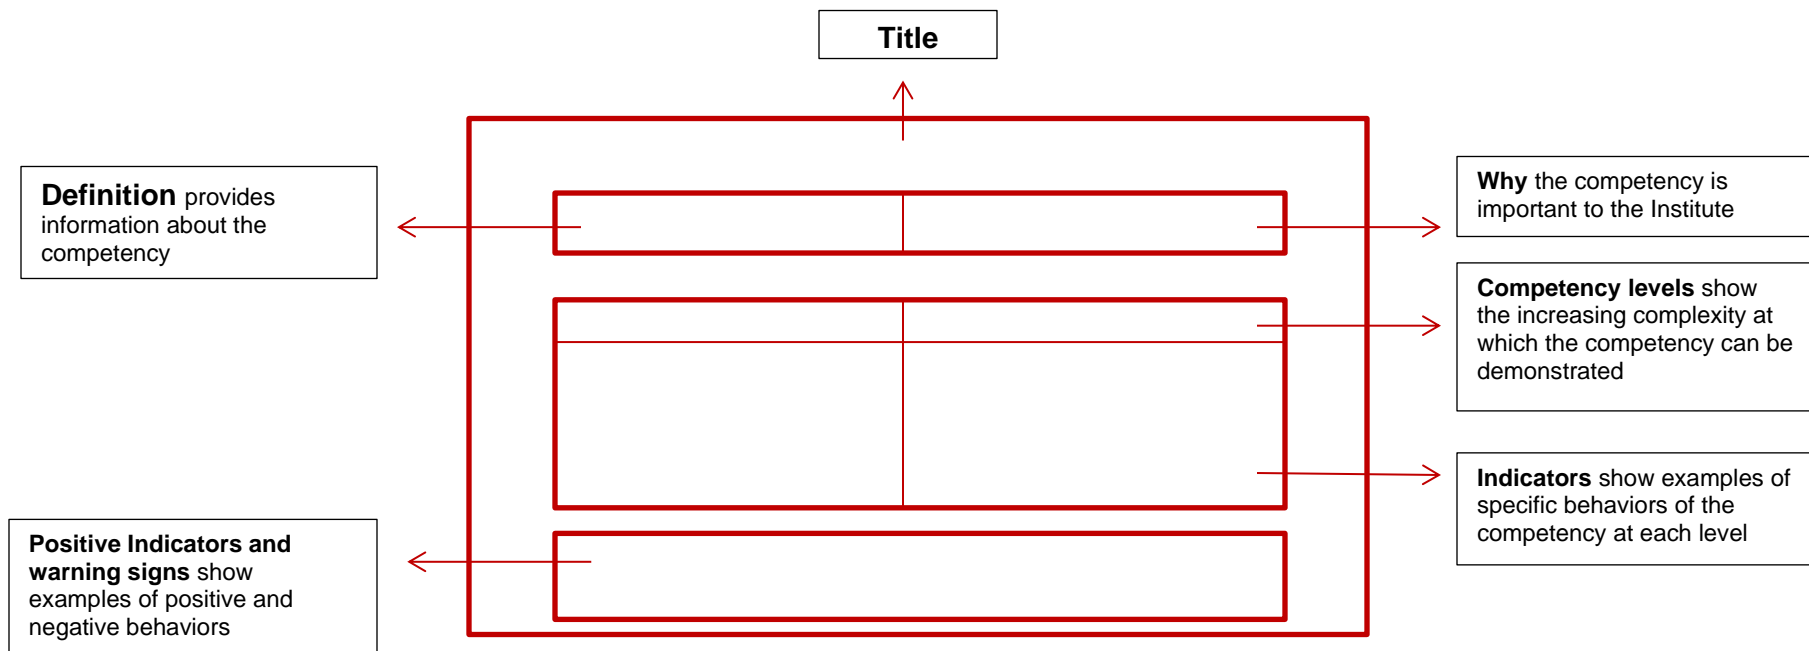 Title
Definition provides
information about the
competency
Why the competency is
important to the Institute
Competency levels show
the increasing complexity at
which the competency can be
demonstrated
Indicators show examples of
specific behaviors of the
competency at each level
Positive Indicators and
warning signs show
examples of positive and
negative behaviors